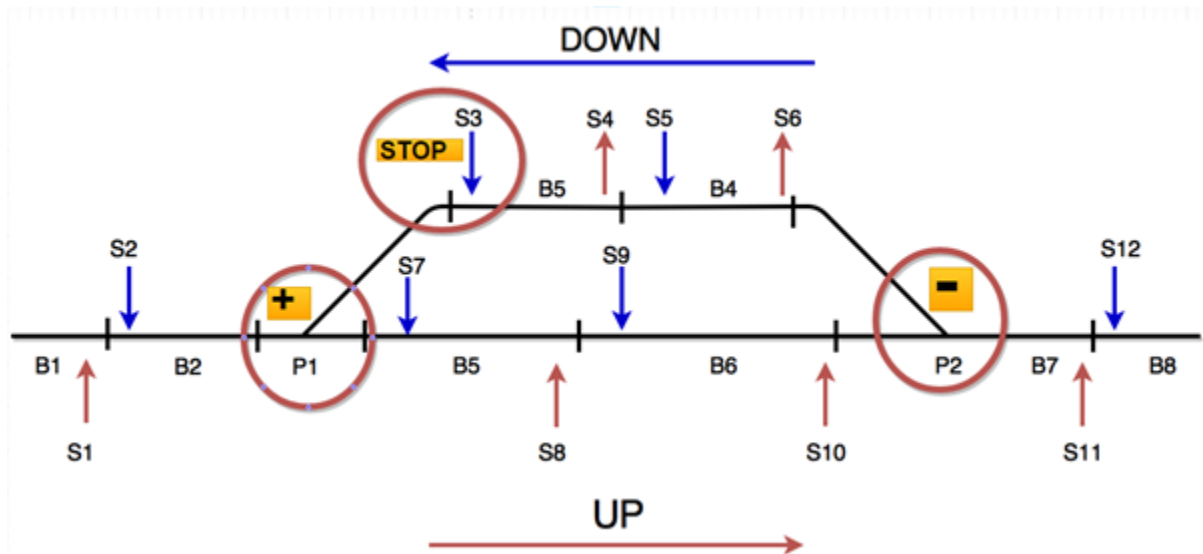 DOWN
S3 S4 S5 S6
STOP
B5 B4
S2 S7 S9 S12
+ -
B1 B2 P1 B5 B6 P2 B7 B8
S1 S8 S10 S11
UP